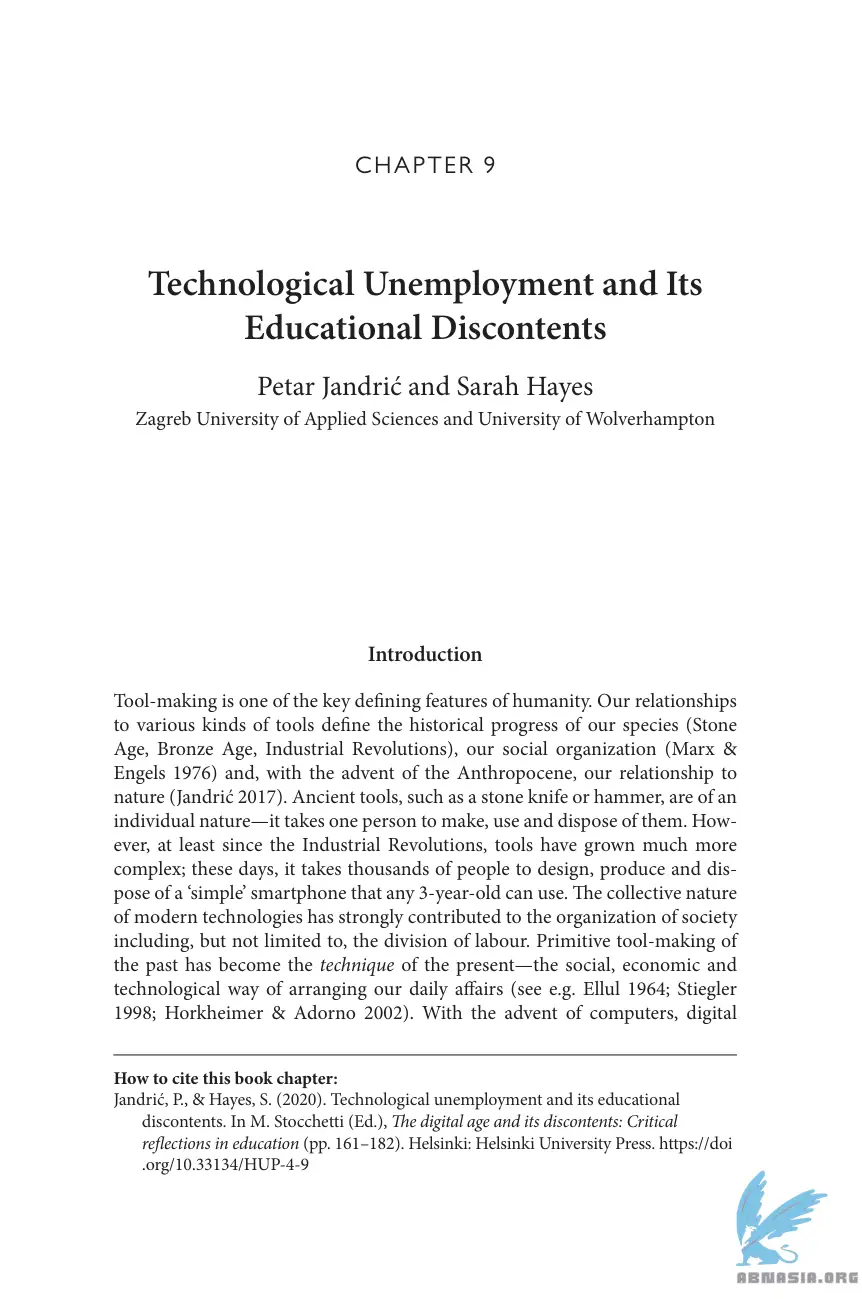 CHAPTER 9
Technological Unemployment and Its
Educational Discontents
Petar Jandrić and Sarah Hayes
Zagreb University of Applied Sciences and University of Wolverhampton
Introduction
Tool-making is one of the key defining features of humanity. Our relationships
to various kinds of tools define the historical progress of our species (Stone
Age, Bronze Age, Industrial Revolutions), our social organization (Marx &
Engels 1976) and, with the advent of the Anthropocene, our relationship to
nature (Jandrić 2017). Ancient tools, such as a stone knife or hammer, are of an
individual nature—it takes one person to make, use and dispose of them. How-
ever, at least since the Industrial Revolutions, tools have grown much more
complex; these days, it takes thousands of people to design, produce and dis-
pose of a ‘simple’ smartphone that any 3-year-old can use. The collective nature
of modern technologies has strongly contributed to the organization of society
including, but not limited to, the division of labour. Primitive tool-making of
the past has become the technique of the present—the social, economic and
technological way of arranging our daily affairs (see e.g. Ellul 1964; Stiegler
1998; Horkheimer & Adorno 2002). With the advent of computers, digital
How to cite this book chapter:
Jandrić, P., & Hayes, S. (2020). Technological unemployment and its educational
discontents. In M. Stocchetti (Ed.), The digital age and its discontents: Critical
reflections in education (pp. 161–182). Helsinki: Helsinki University Press. https://doi
.org/10.33134/HUP-4-9
ABNASIA.ORG